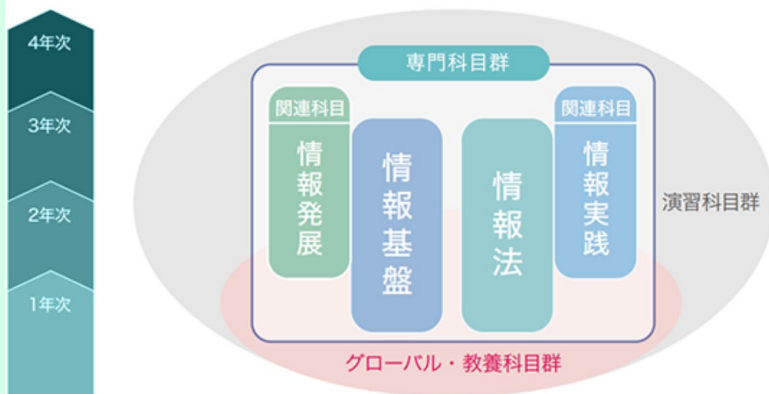 4年次
3年次
2年次
1年次
専門科目群
関連科目
情報発展
情報基盤
情報法
関連科目
情報実践
演習科目群
グローバル・教養科目群